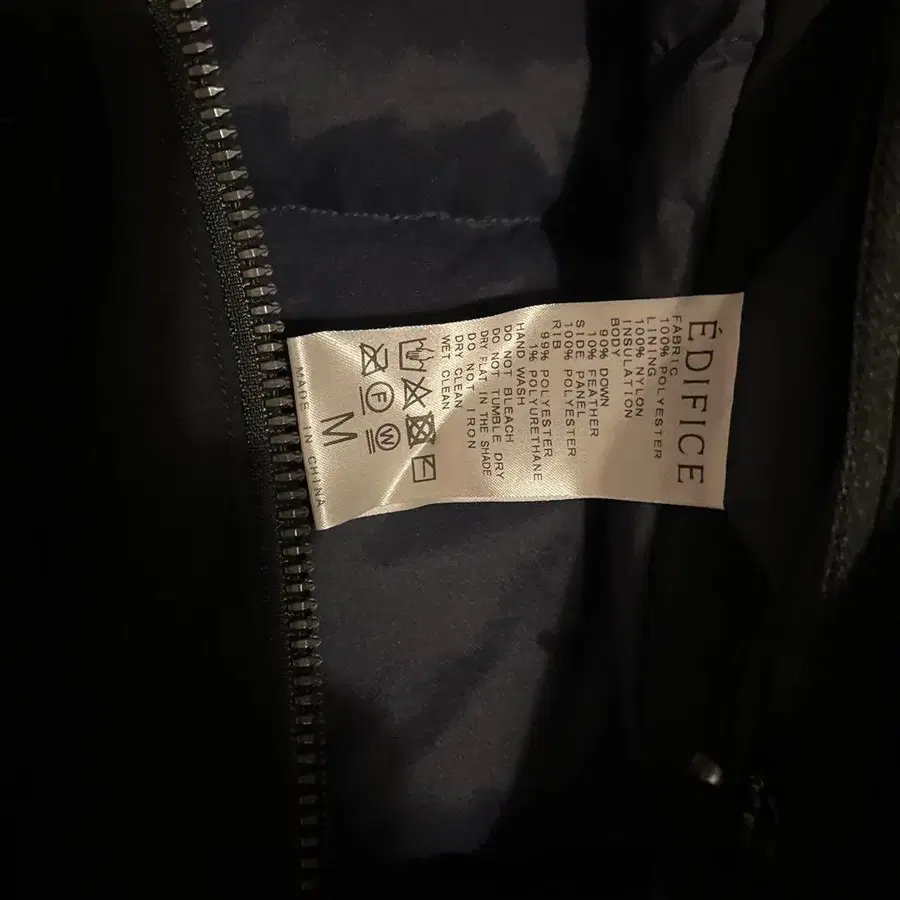 ÉDIFICE
FABRIC
100% POLYESTER
LINING
100% NYLON
INSULATION
BODY
90% DOWN
10% FEATHER
SIDE PANEL
100% POLYESTER
RIB
99% POLYESTER
1% POLYURETHANE
HAND WASH
DO NOT BLEACH
DO NOT TUMBLE DRY
DRY FLAT IN THE SHADE
DO NOT IRON
DRY CLEAN
WET CLEAN
F
W
M
MADE IN CHINA